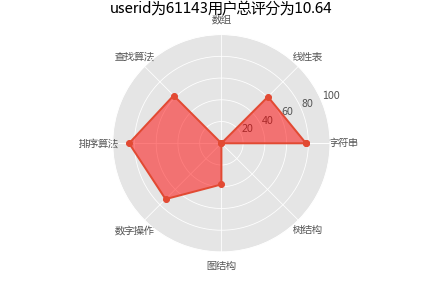 userid为61143用户总评分为10.64
数组
查找算法
线性表
100
80
60
40
20
排序算法
字符串
数字操作
树结构
图结构